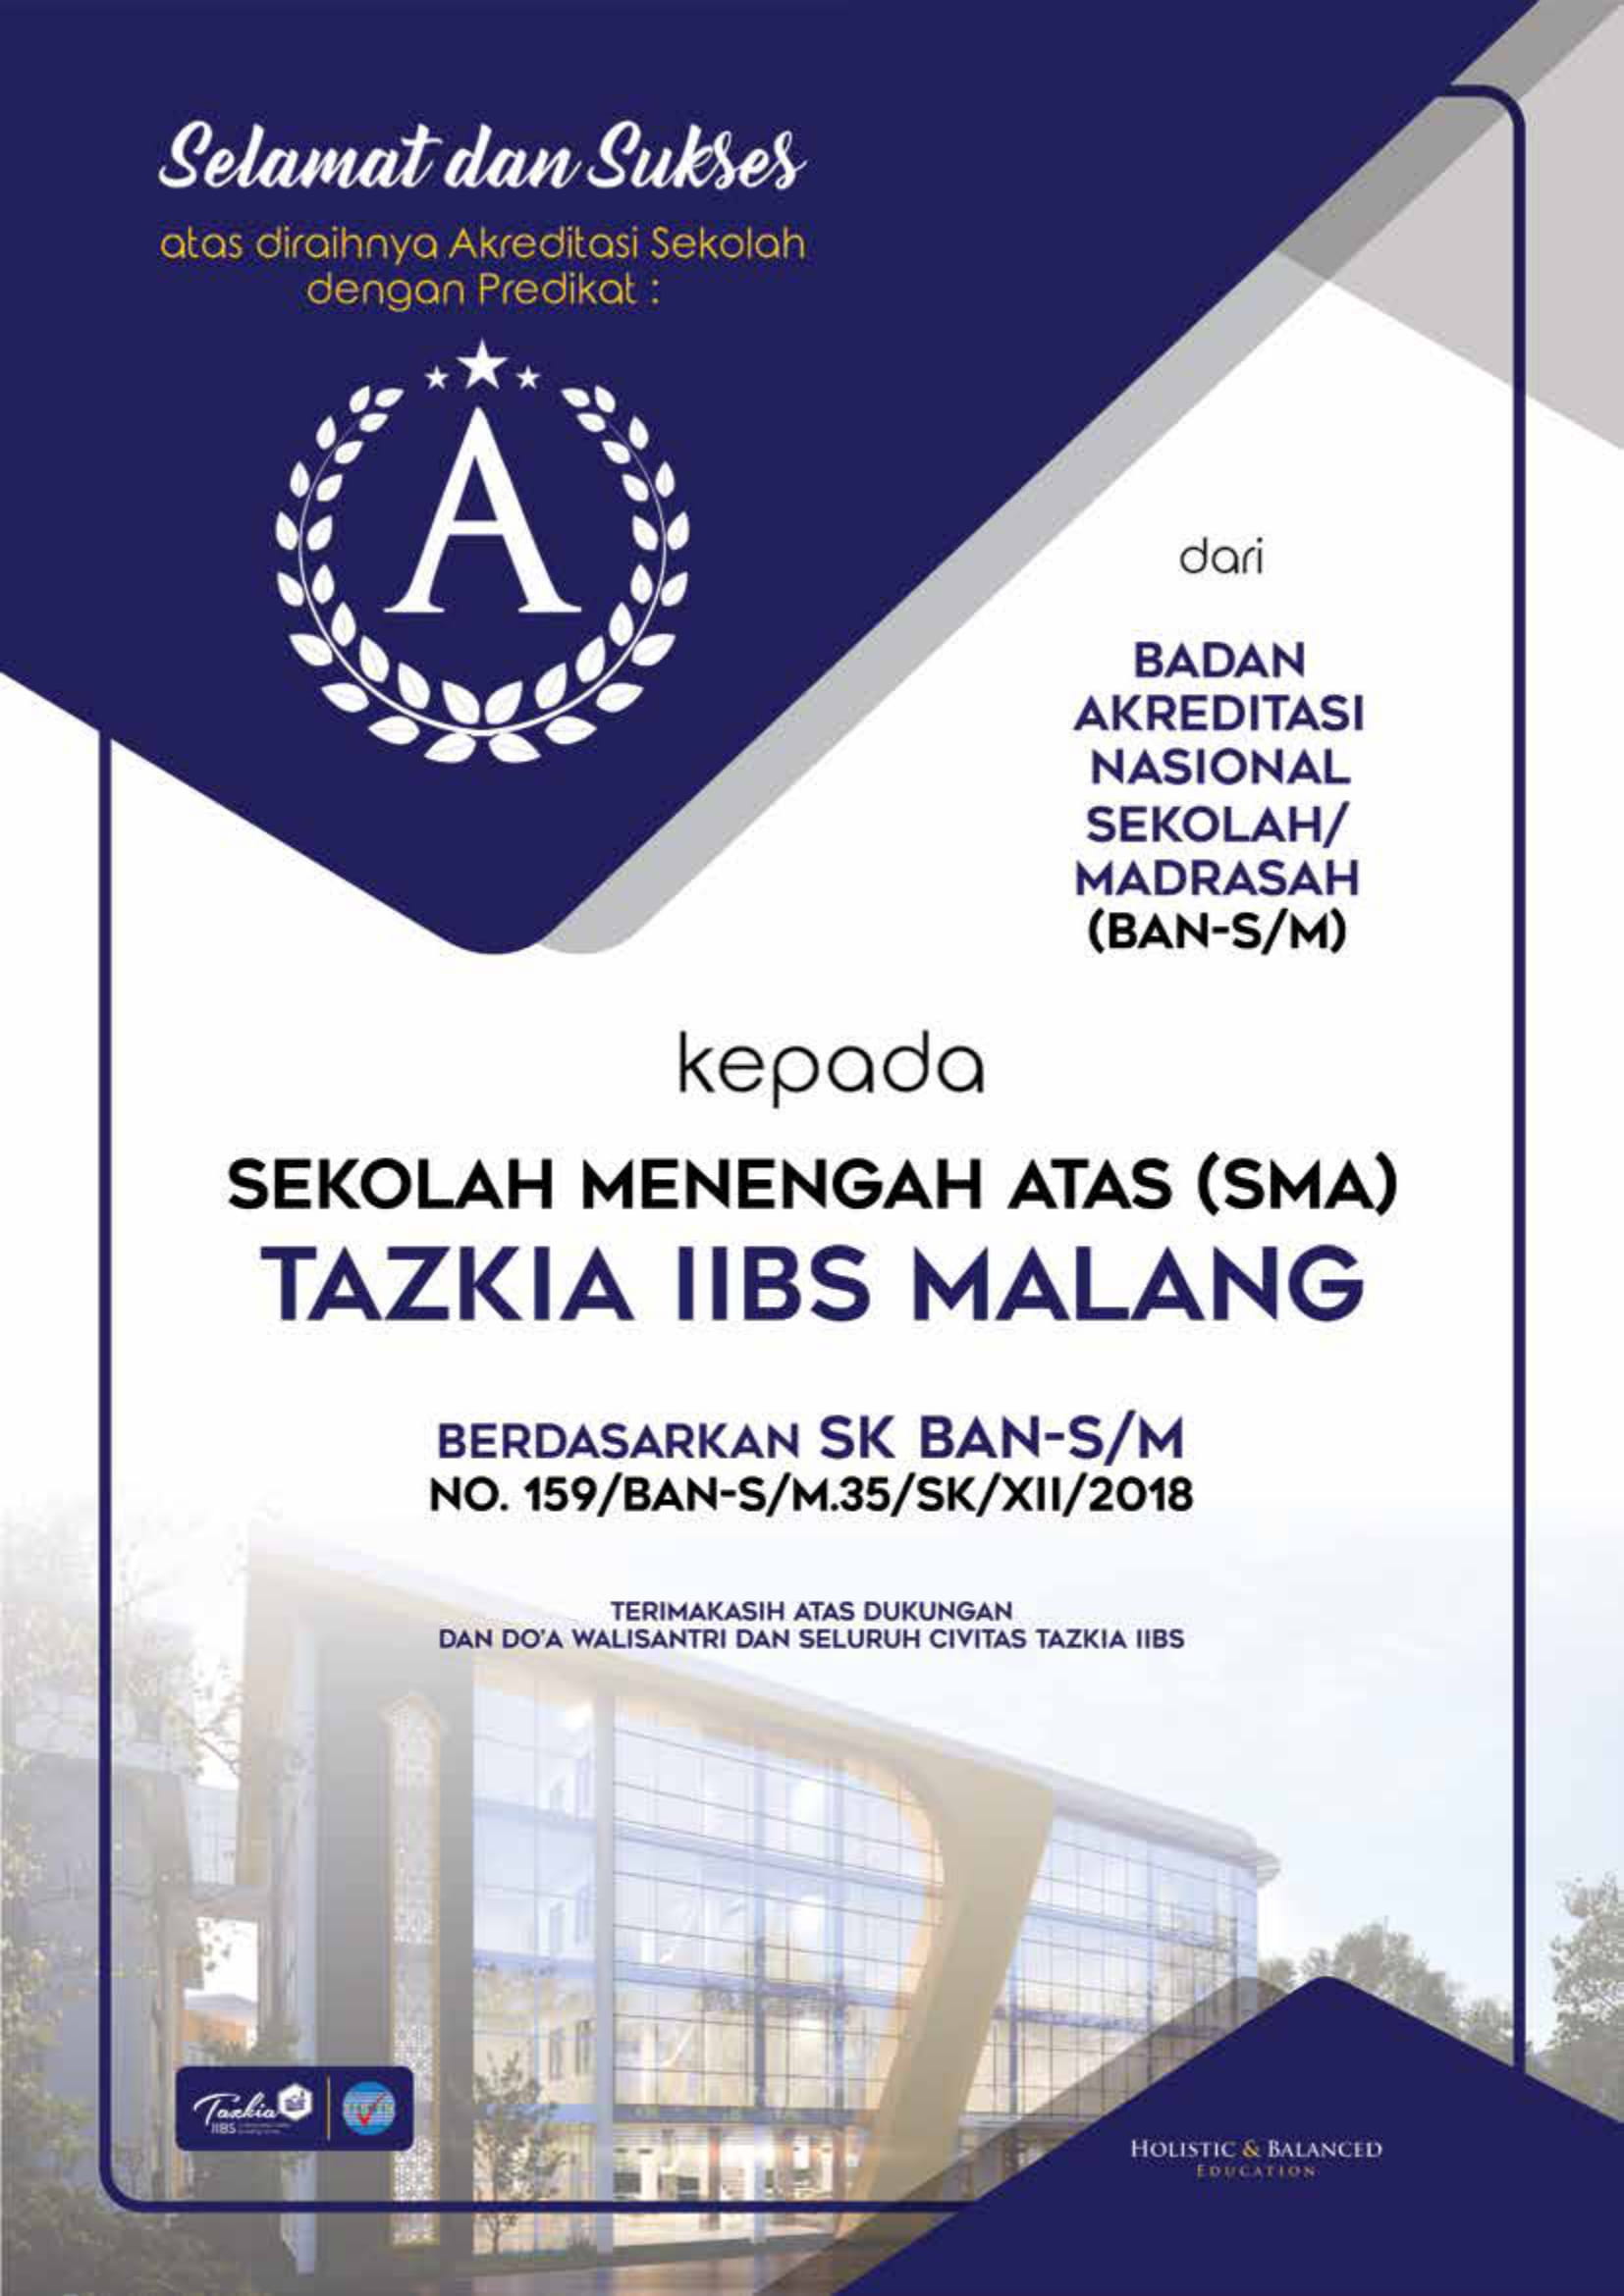 Selamat dan Sukses
atas diraihnya Akreditasi Sekolah
dengan Predikat :
A
dari
BADAN
AKREDITASI
NASIONAL
SEKOLAH/
MADRASAH
(BAN-S/M)
kepada
SEKOLAH MENENGAH ATAS (SMA)
TAZKIA IIBS MALANG
BERDASARKAN SK BAN-S/M
NO. 159/BAN-S/M.35/SK/XII/2018
TERIMAKASIH ATAS DUKUNGAN
DAN DO'A WALISANTRI DAN SELURUH CIVITAS TAZKIA IIBS
Tazkia
IIBS
HOLISTIC & BALANCED
EDUCATION